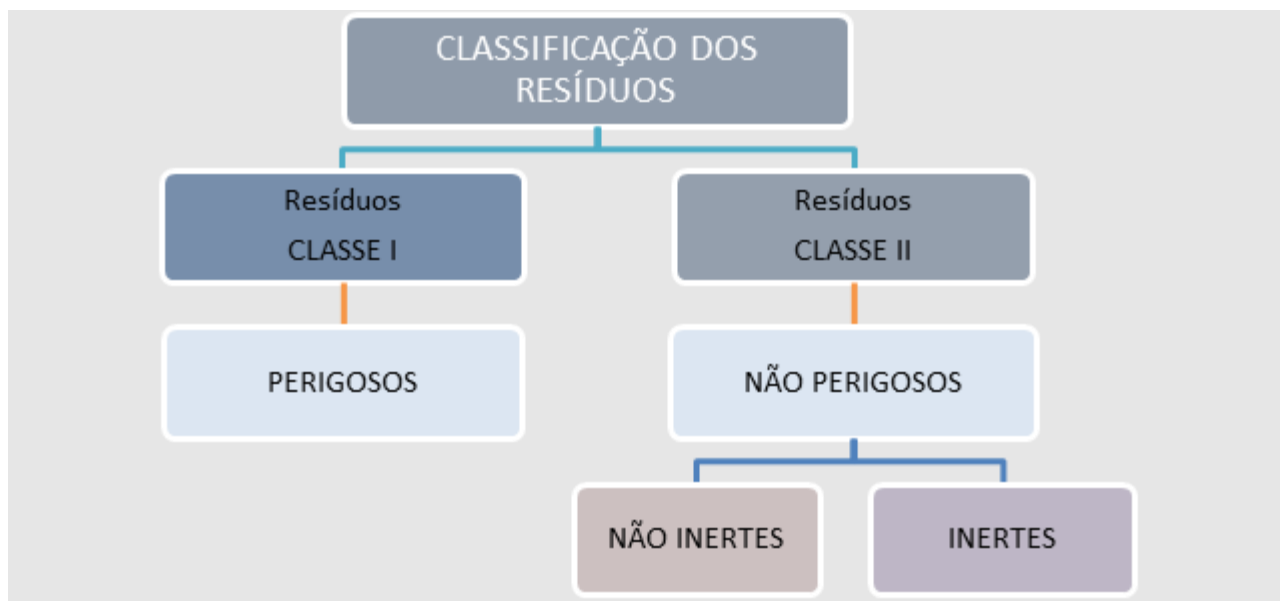 CLASSIFICAÇÃO DOS
RESÍDUOS
Resíduos
CLASSE I
Resíduos
CLASSE II
PERIGOSOS
NÃO PERIGOSOS
NÃO INERTES
INERTES